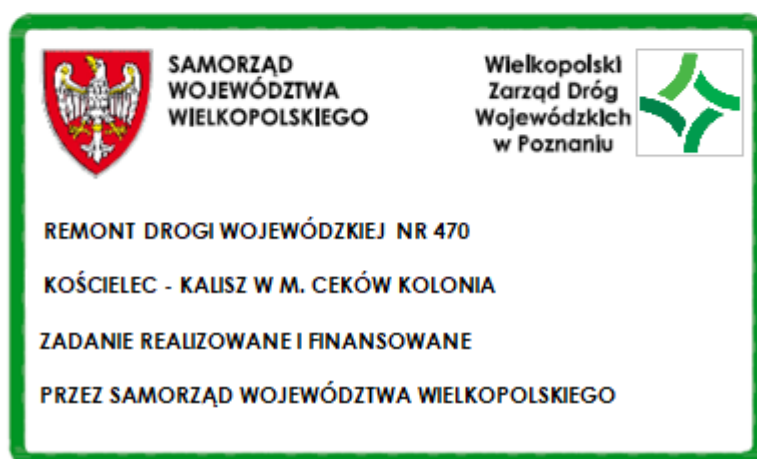 SAMORZĄD
WOJEWÓDZTWA
WIELKOPOLSKIEGO
Wielkopolski
Zarząd Dróg
Wojewódzkich
w Poznaniu
REMONT DROGI WOJEWÓDZKIEJ NR 470
KOŚCIELEC - KALISZ W M. CEKÓW KOLONIA
ZADANIE REALIZOWANE I FINANSOWANE
PRZEZ SAMORZĄD WOJEWÓDZTWA WIELKOPOLSKIEGO